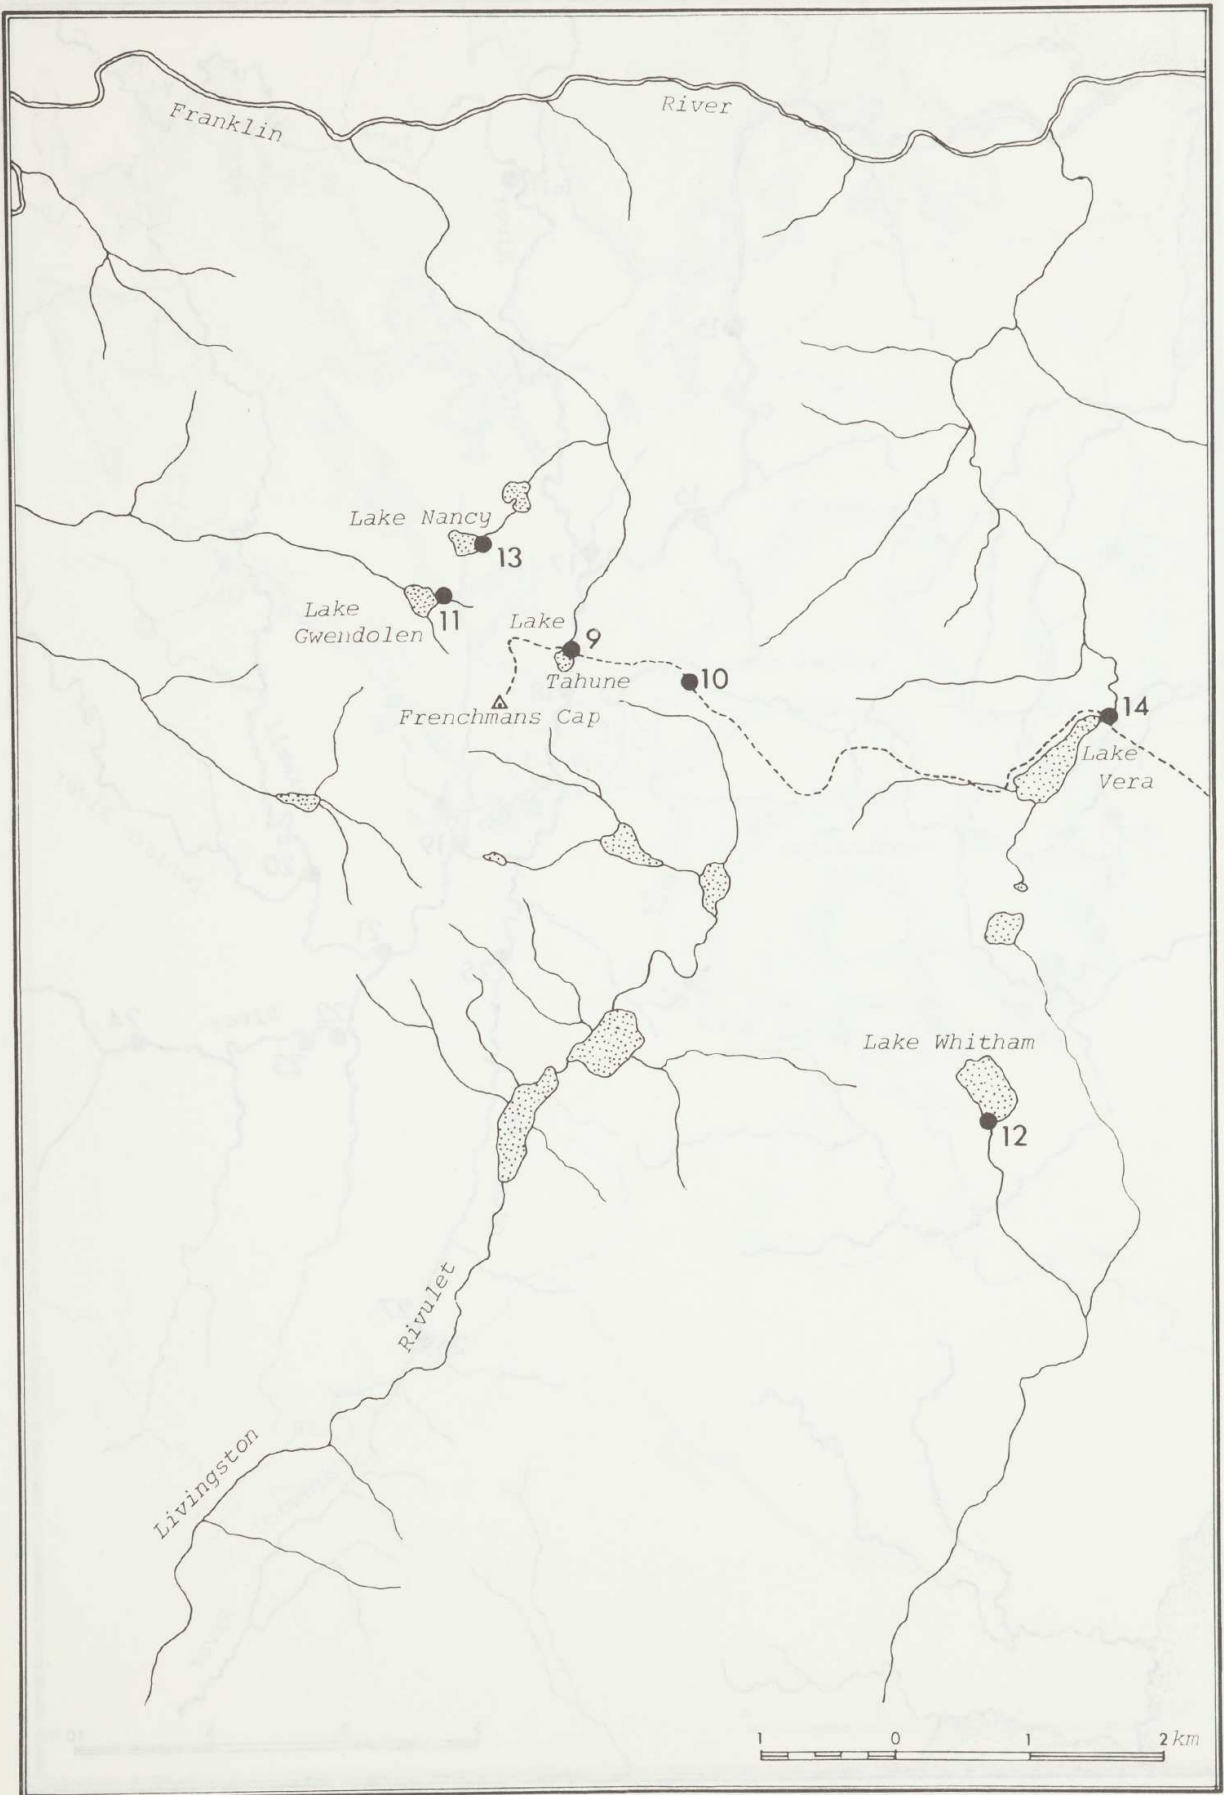 Franklin
River
Lake Nancy
13
Lake
Gwendolen
11
Lake
9
Tahune
10
Frenchmans Cap
14
Lake
Vera
Lake Whitham
12
Rivulet
Livingston
1 0 1 2 km